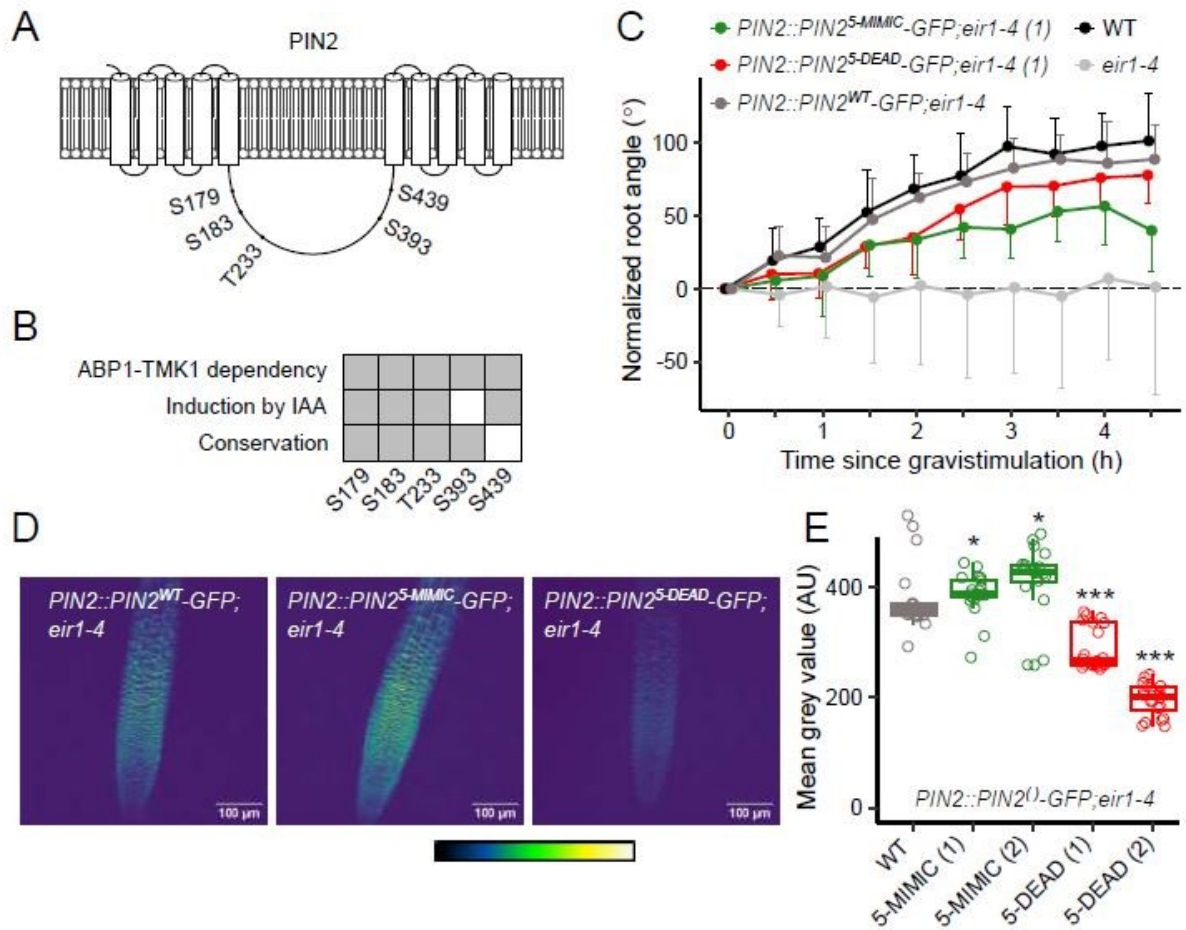 A
PIN2
S179
S183
T233
S439
S393
B
ABP1-TMK1 dependency
Induction by IAA
Conservation
S179
S183
T233
S393
S439
C
PIN2::PIN2^5-MIMIC-GFP;eir1-4 (1)
WT
PIN2::PIN2^5-DEAD-GFP;eir1-4 (1)
eir1-4
PIN2::PIN2^WT-GFP;eir1-4
Normalized root angle (°)
100
50
0
-50
0
1
2
3
4
Time since gravistimulation (h)
D
PIN2::PIN2^WT-GFP;
eir1-4
100 µm
PIN2::PIN2^5-MIMIC-GFP;
eir1-4
100 µm
PIN2::PIN2^5-DEAD-GFP;
eir1-4
100 µm
E
Mean grey value (AU)
400
200
0
*
*
***
***
PIN2::PIN2^()-GFP;eir1-4
WT
5-MIMIC (1)
5-MIMIC (2)
5-DEAD (1)
5-DEAD (2)